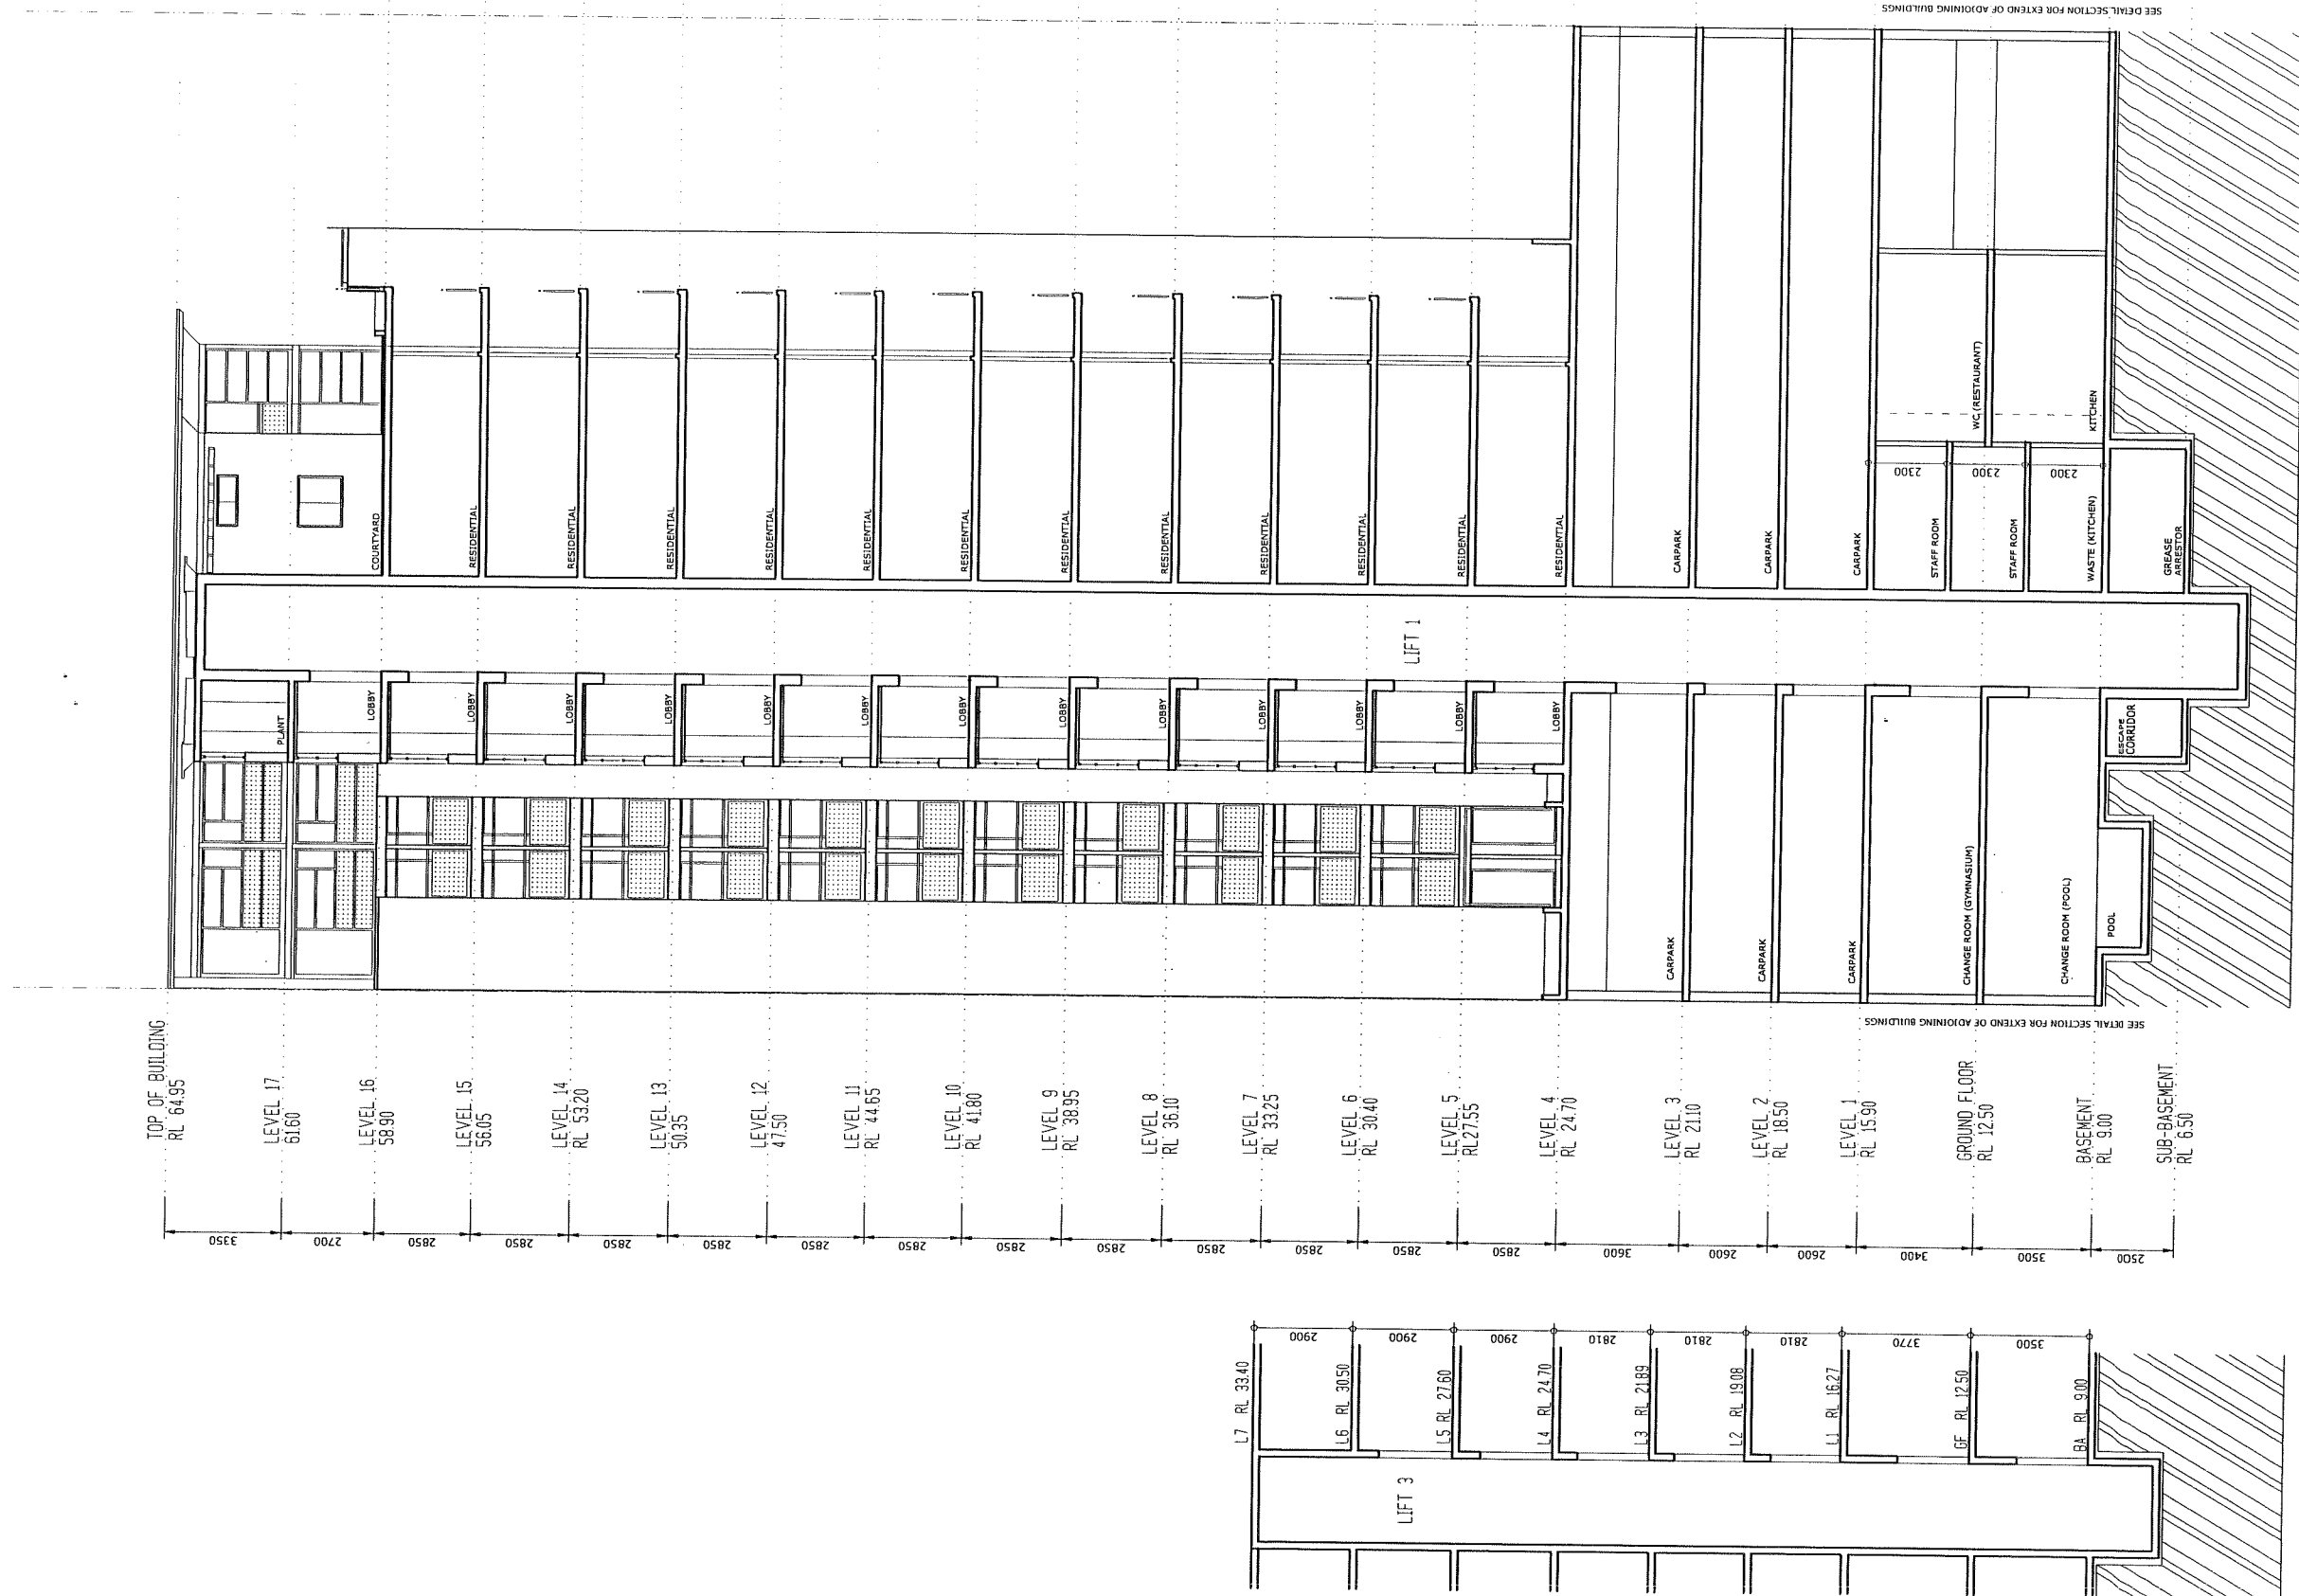 SEE DETAIL SECTION FOR EXTEND OF ADJOINING BUILDINGS
COURTYARD
RESIDENTIAL
RESIDENTIAL
RESIDENTIAL
RESIDENTIAL
RESIDENTIAL
RESIDENTIAL
RESIDENTIAL
RESIDENTIAL
RESIDENTIAL
RESIDENTIAL
RESIDENTIAL
RESIDENTIAL
CARPARK
CARPARK
CARPARK
WC (RESTAURANT)
KITCHEN
2300
2300
2300
STAFF ROOM
STAFF ROOM
WASTE (KITCHEN)
GREASE
ARRESTOR
LIFT 1
PLANT
LOBBY
LOBBY
LOBBY
LOBBY
LOBBY
LOBBY
LOBBY
LOBBY
LOBBY
LOBBY
LOBBY
LOBBY
LOBBY
ESCAPE
CORRIDOR
CARPARK
CARPARK
CARPARK
CHANGE ROOM (GYMNASIUM)
CHANGE ROOM (POOL)
POOL
SEE DETAIL SECTION FOR EXTEND OF ADJOINING BUILDINGS
TOP OF BUILDING
RL 64.95
LEVEL 17
61.60
LEVEL 16
58.90
LEVEL 15
56.05
LEVEL 14
RL 53.20
LEVEL 13
50.35
LEVEL 12
47.50
LEVEL 11
RL 44.65
LEVEL 10
RL 41.80
LEVEL 9
RL 38.95
LEVEL 8
RL 36.10
LEVEL 7
RL 33.25
LEVEL 6
RL 30.40
LEVEL 5
RL 27.55
LEVEL 4
RL 24.70
LEVEL 3
RL 21.10
LEVEL 2
RL 18.50
LEVEL 1
RL 15.90
GROUND FLOOR
RL 12.50
BASEMENT
RL 9.00
SUB-BASEMENT
RL 6.50
3350
2700
2850
2850
2850
2850
2850
2850
2850
2850
2850
2850
2850
2850
3600
2600
2600
3400
3500
2500
2900
2900
2900
2810
2810
2810
3770
3500
L7 RL 33.40
L6 RL 30.50
L5 RL 27.60
L4 RL 24.70
L3 RL 21.89
L2 RL 19.08
L1 RL 16.27
GF RL 12.50
BA RL 9.00
LIFT 3